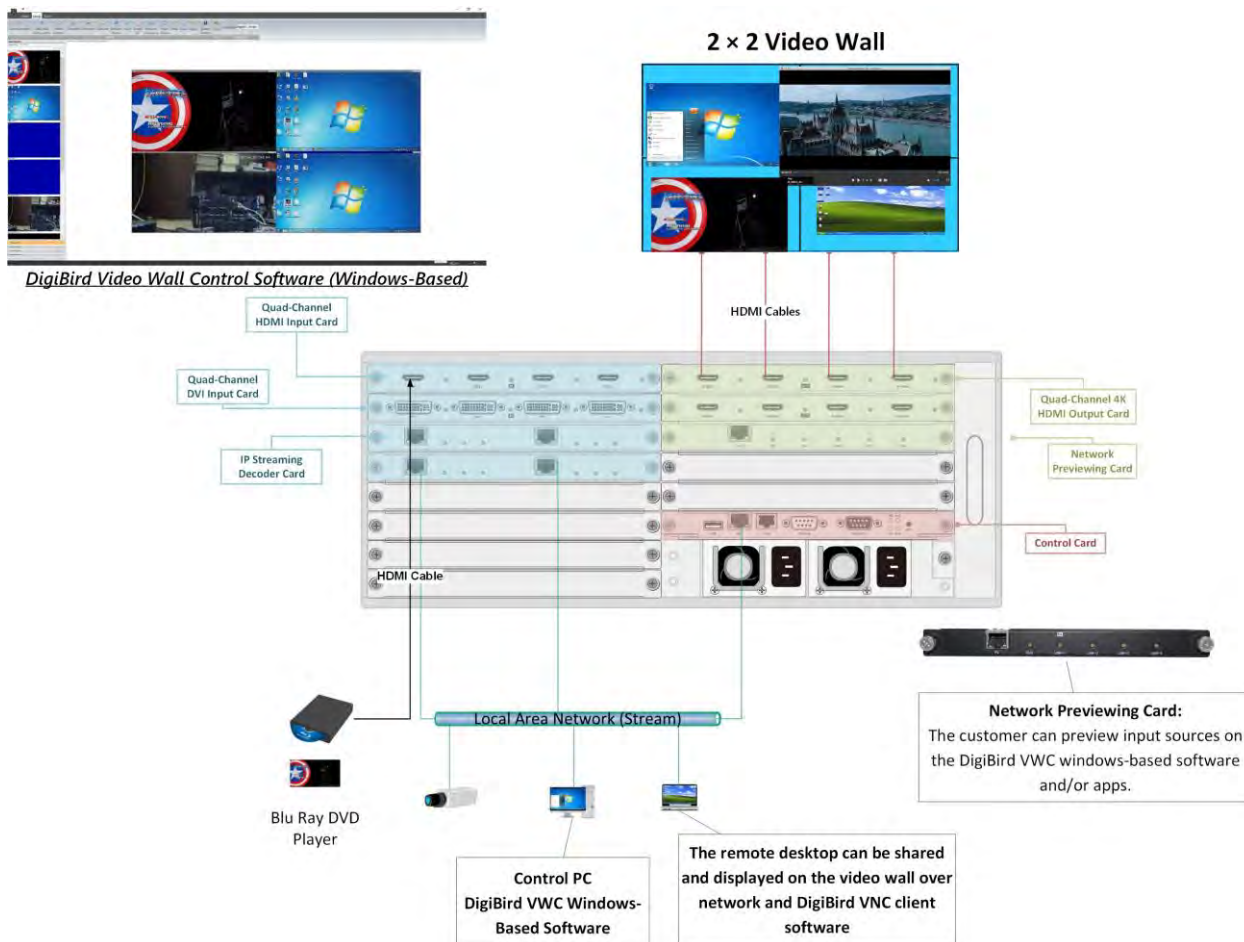 2 × 2 Video Wall
DigiBird Video Wall Control Software (Windows-Based)
Quad-Channel
HDMI Input Card
HDMI Cables
Quad-Channel
DVI Input Card
Quad-Channel 4K
HDMI Output Card
IP Streaming
Decoder Card
Network
Previewing Card
Control Card
HDMI Cable
Local Area Network (Stream)
Network Previewing Card:
The customer can preview input sources on
the DigiBird VWC windows-based software
and/or apps.
Blu Ray DVD
Player
Control PC
DigiBird VWC Windows-
Based Software
The remote desktop can be shared
and displayed on the video wall over
network and DigiBird VNC client
software